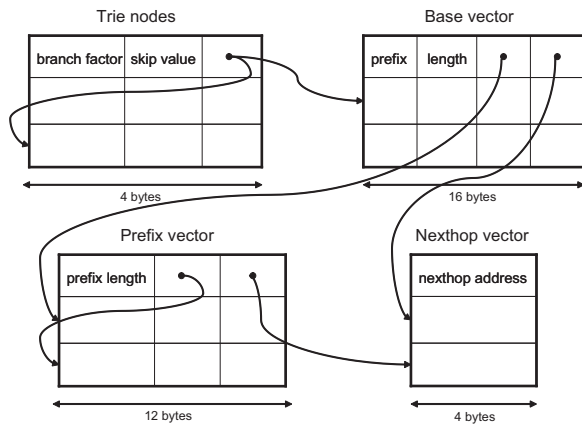 Trie nodes
Base vector
branch factor skip value
prefix length
4 bytes
16 bytes
Prefix vector
Nexthop vector
prefix length
nexthop address
12 bytes
4 bytes